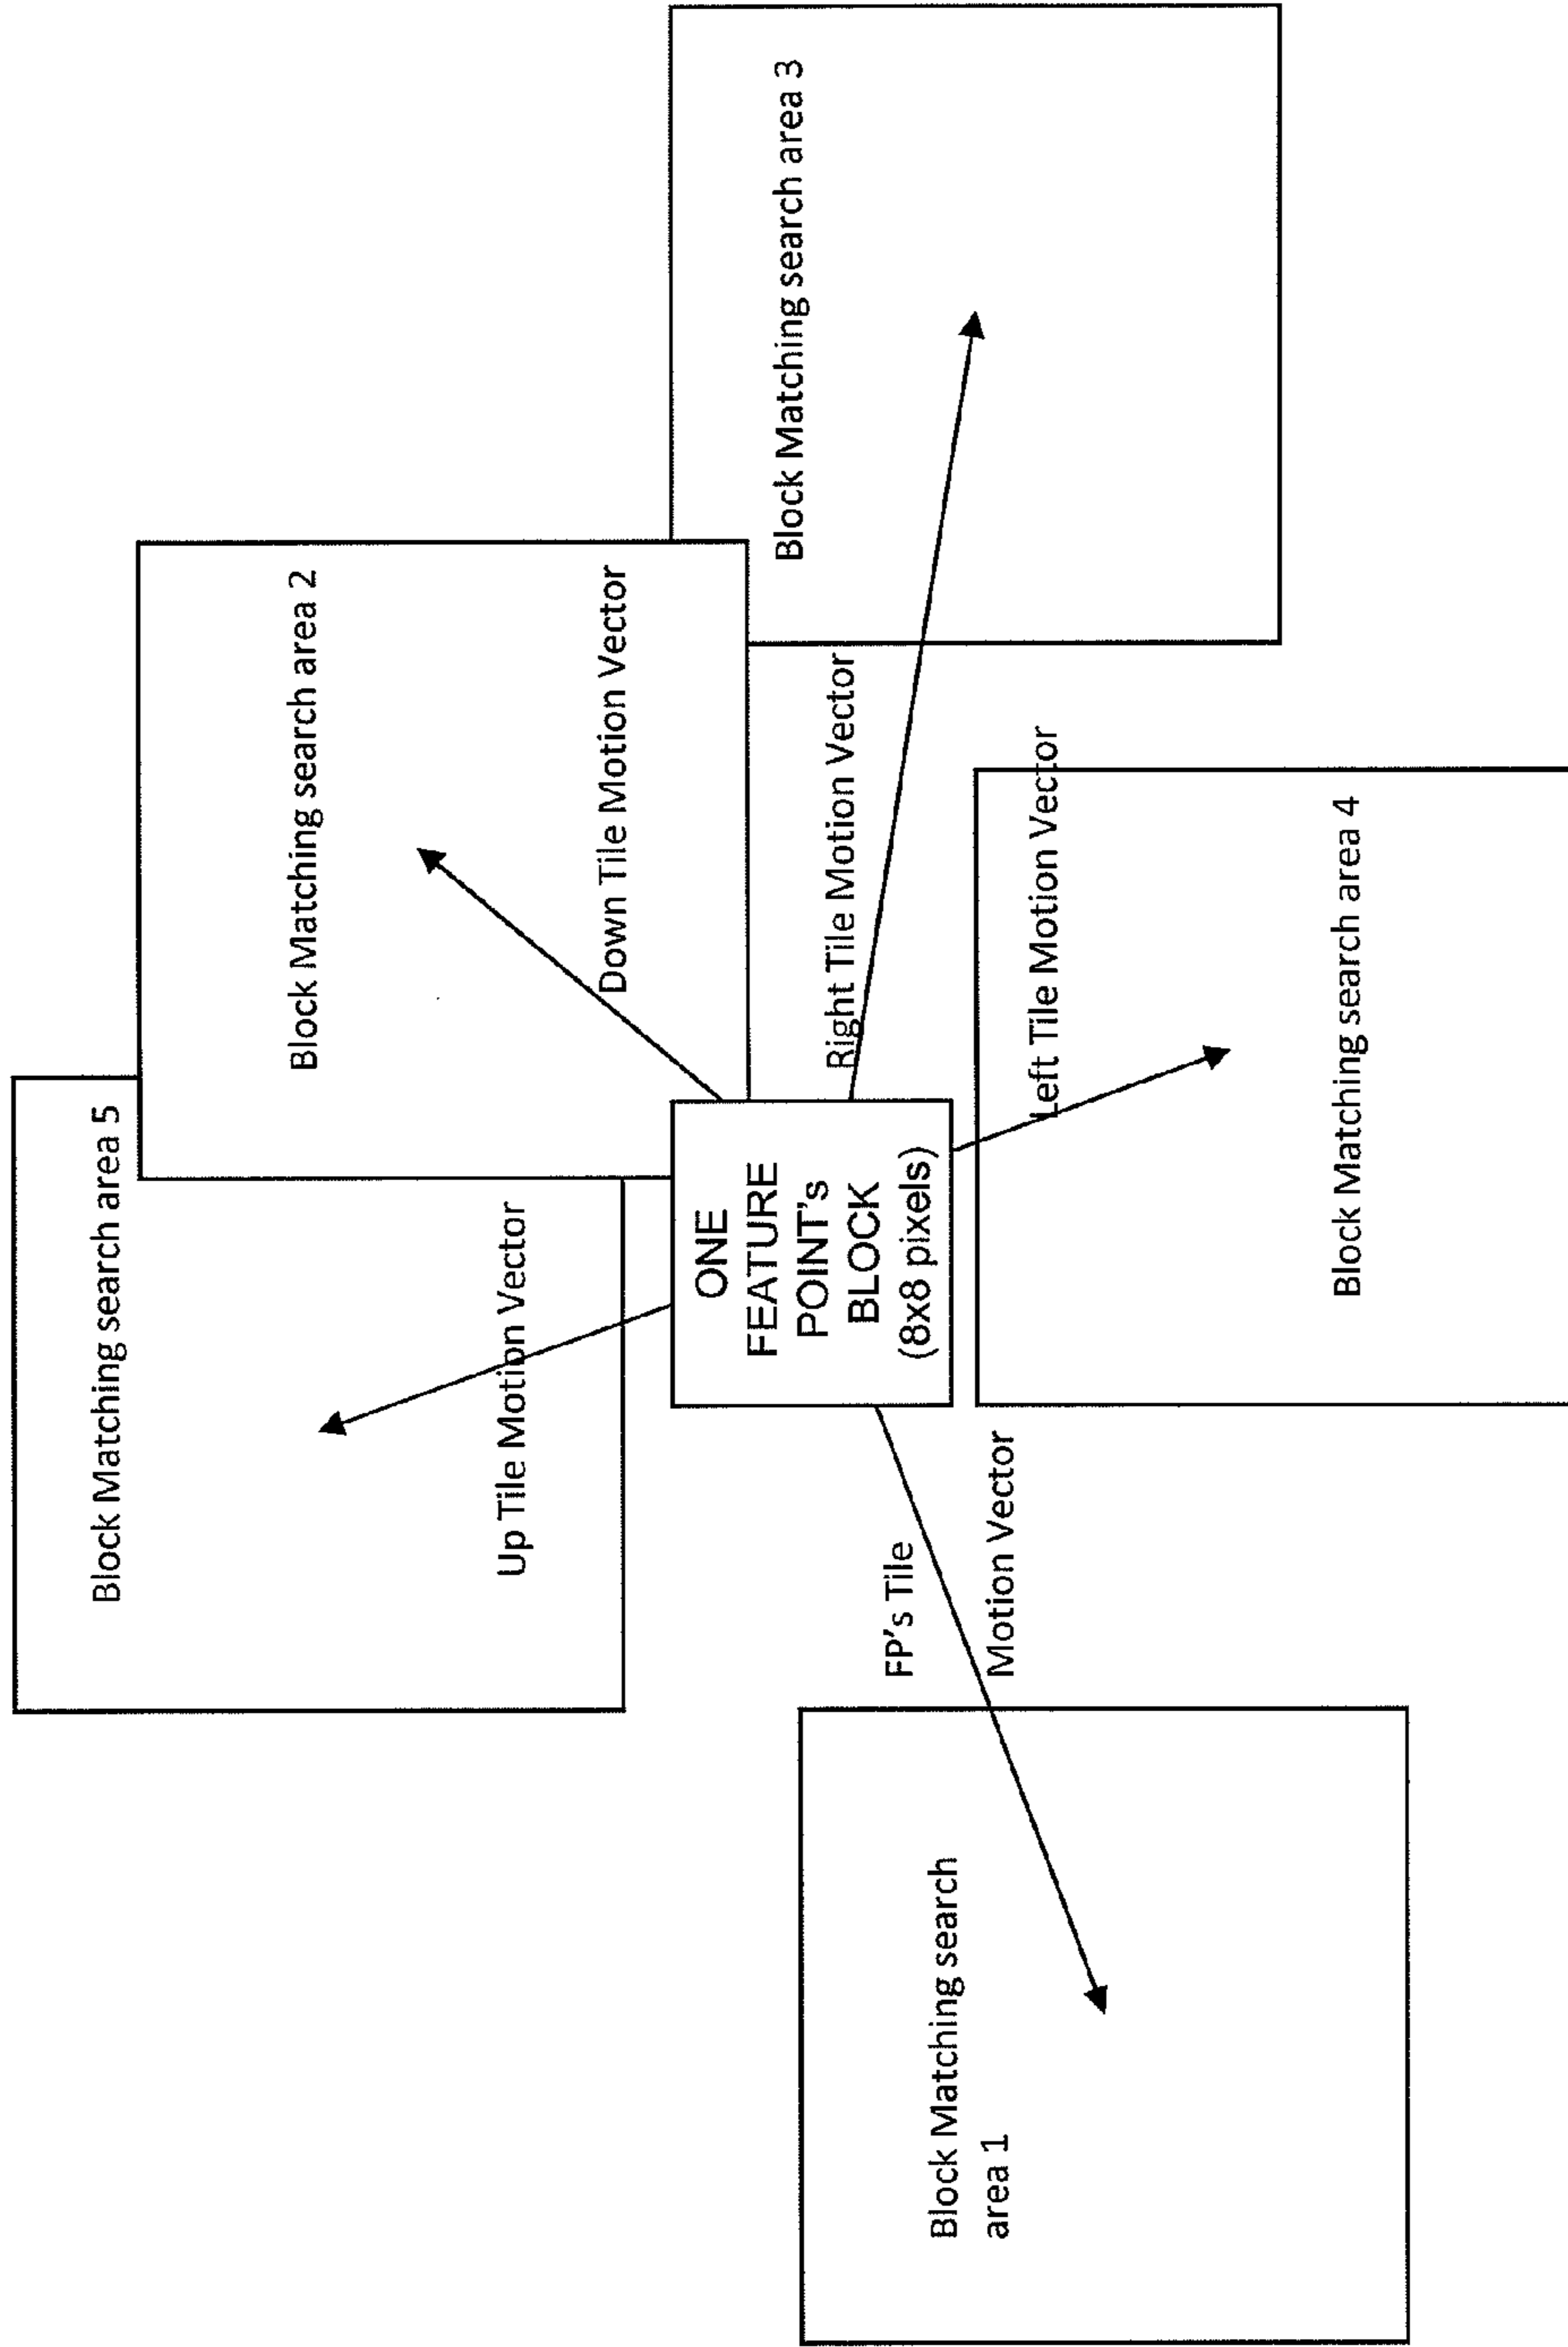 Block Matching search area 5
Up Tile Motion Vector
Block Matching search area 2
Down Tile Motion Vector
Block Matching search area 3
Right Tile Motion Vector
ONE
FEATURE
POINT's
BLOCK
(8x8 pixels)
Left Tile Motion Vector
Block Matching search area 4
FP's Tile
Motion Vector
Block Matching search
area 1